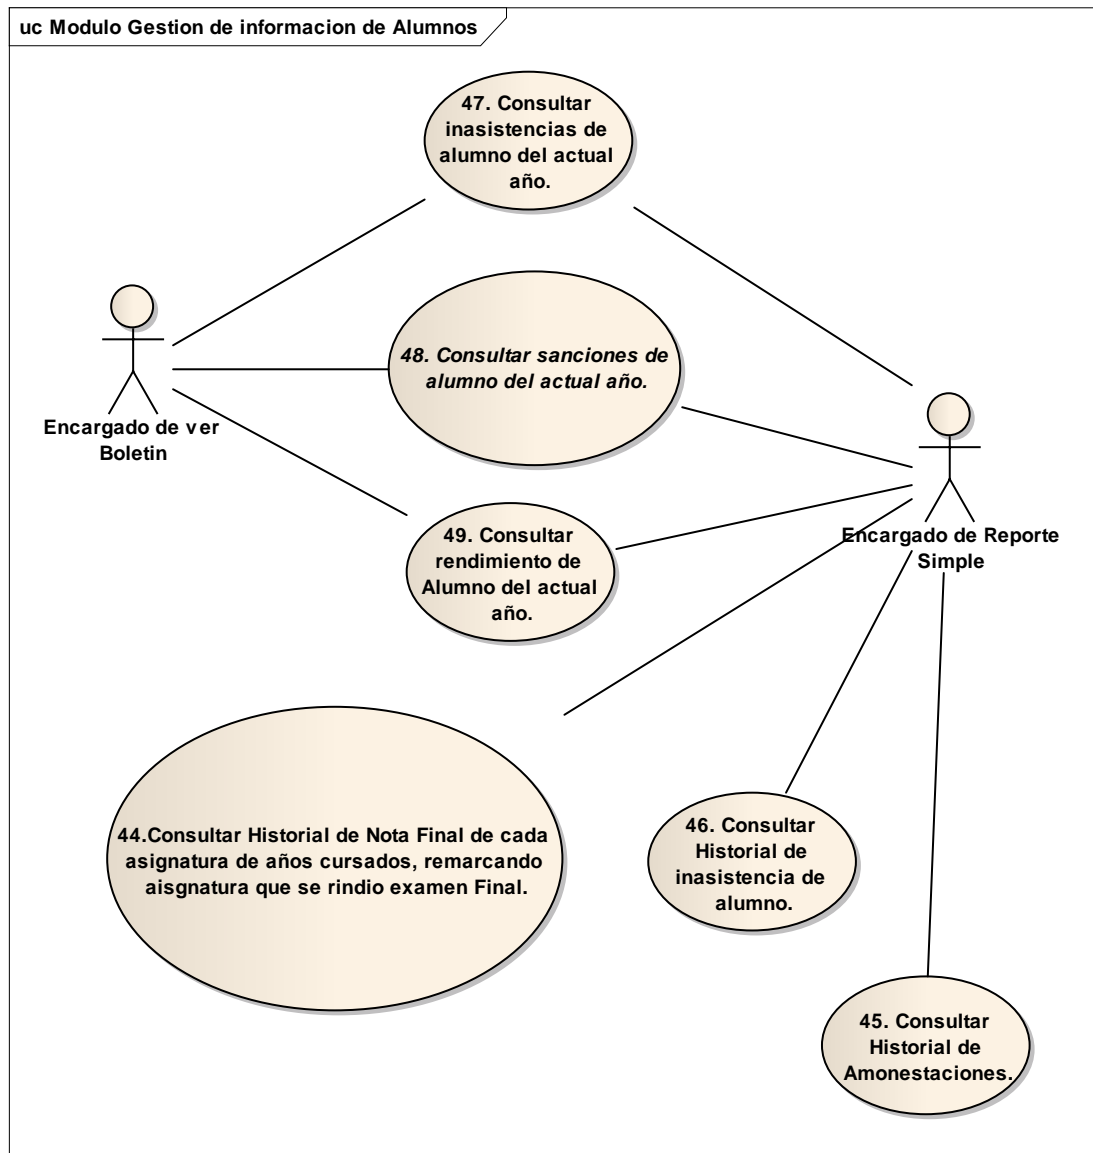 uc Modulo Gestion de informacion de Alumnos
47. Consultar
inasistencias de
alumno del actual
año.
48. Consultar sanciones de
alumno del actual año.
Encargado de ver
Boletin
49. Consultar
rendimiento de
Alumno del actual
año.
Encargado de Reporte
Simple
44.Consultar Historial de Nota Final de cada
asignatura de años cursados, remarcando
aisgnatura que se rindio examen Final.
46. Consultar
Historial de
inasistencia de
alumno.
45. Consultar
Historial de
Amonestaciones.